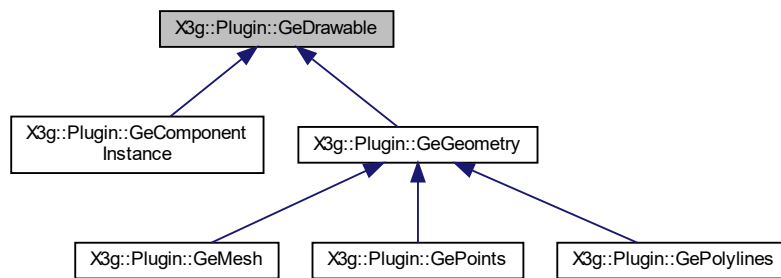 X3g::Plugin::GeDrawable
X3g::Plugin::GeComponent
Instance
X3g::Plugin::GeGeometry
X3g::Plugin::GeMesh
X3g::Plugin::GePoints
X3g::Plugin::GePolylines